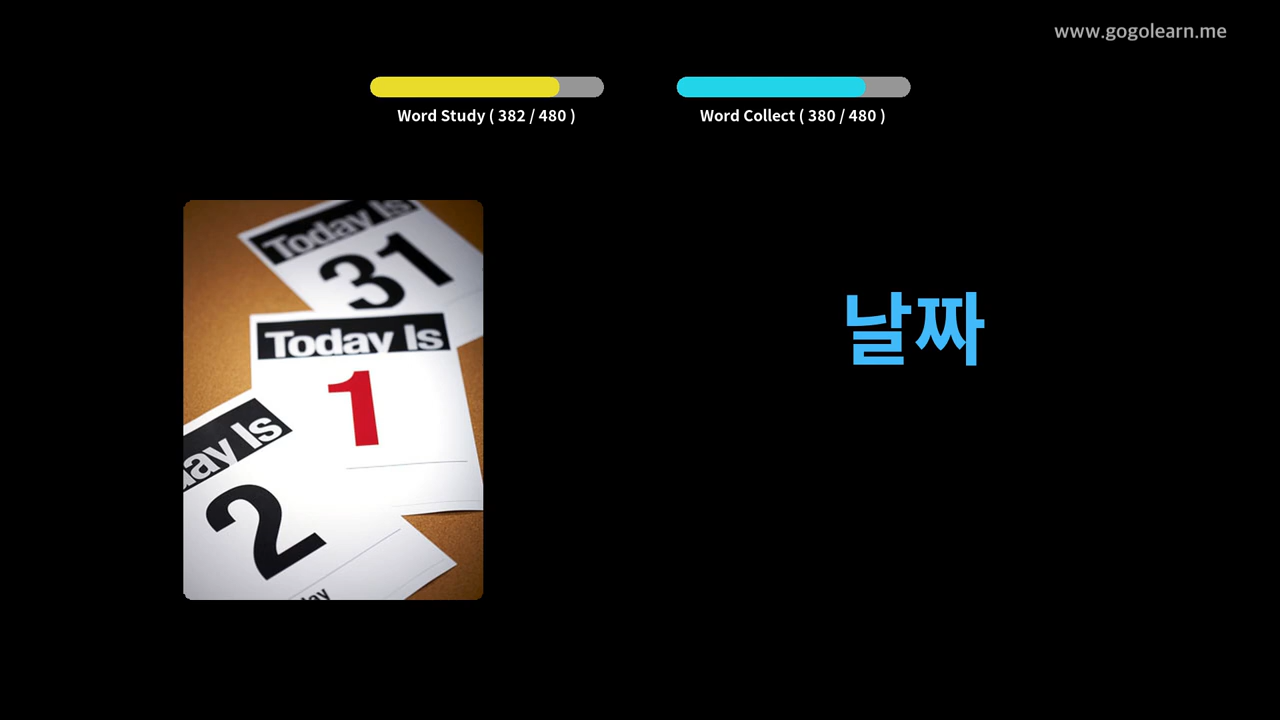 www.gogolearn.me
Word Study ( 382 / 480 )
Word Collect ( 380 / 480 )
Today Is
31
Today Is
1
day Is
2
날짜